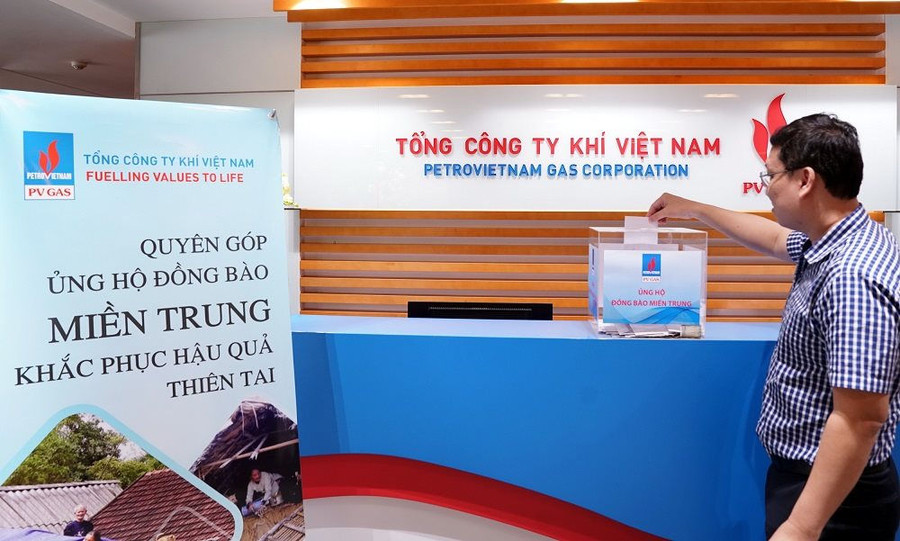 PETROVIETNAM
PV GAS
TỔNG CÔNG TY KHÍ VIỆT NAM
FUELLING VALUES TO LIFE
QUYÊN GÓP
ỦNG HỘ ĐỒNG BÀO
MIỀN TRUNG
KHẮC PHỤC HẬU QUẢ
THIÊN TAI
TỔNG CÔNG TY KHÍ VIỆT NAM
PETROVIETNAM GAS CORPORATION
PV
PV GAS
ỦNG HỘ
ĐỒNG BÀO MIỀN TRUNG